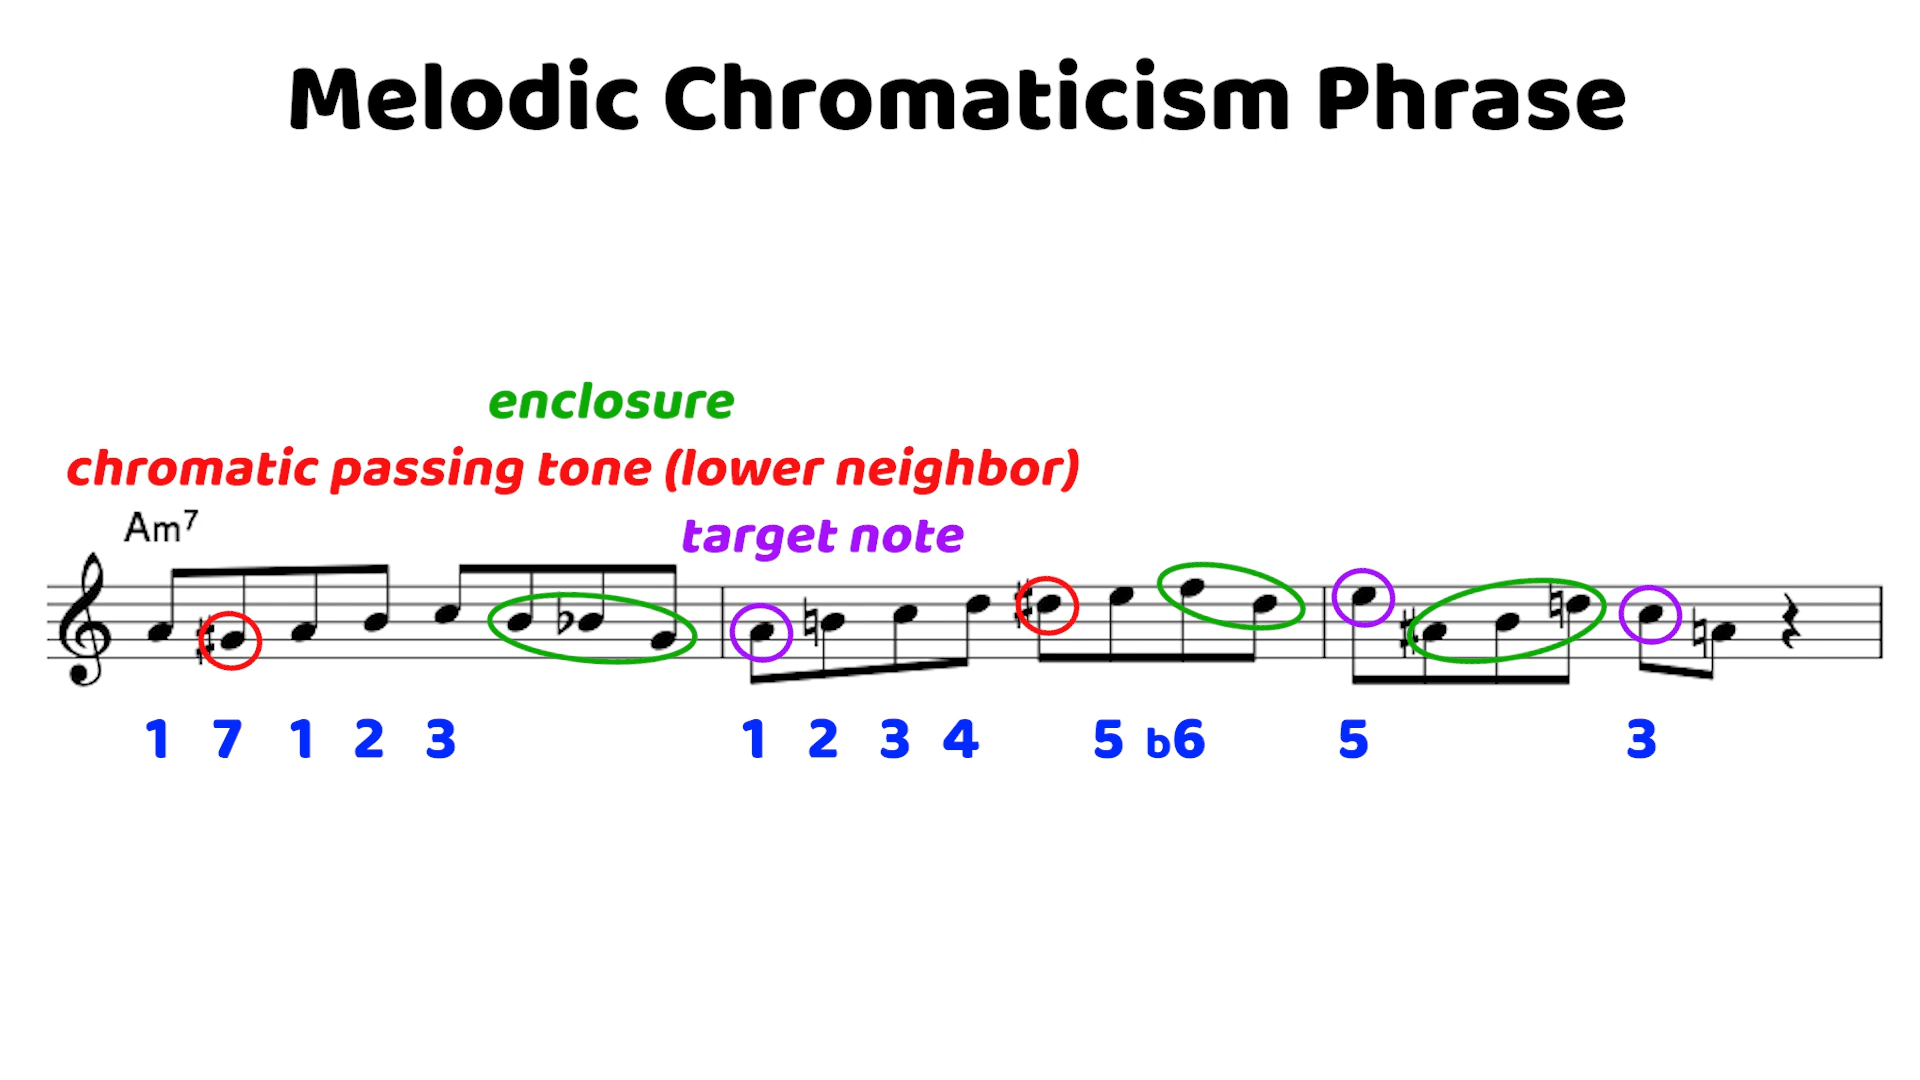 Melodic Chromaticism Phrase
enclosure
chromatic passing tone (lower neighbor)
Am7
target note
1 7 1 2 3 1 2 3 4 5 b6 5 3